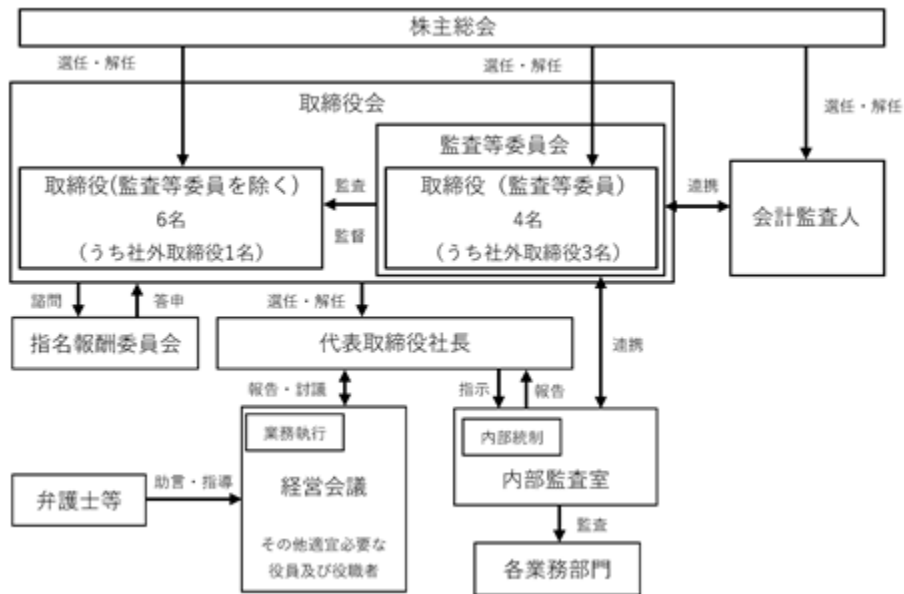 株主総会
選任・解任
選任・解任
選任・解任
取締役会
監査等委員会
取締役(監査等委員を除く)
6名
(うち社外取締役1名)
監査
監督
取締役（監査等委員）
4名
(うち社外取締役3名)
連携
会計監査人
諮問
答申
選任・解任
指名報酬委員会
代表取締役社長
連携
報告・討議
指示
報告
業務執行
経営会議
その他適宜必要な
役員及び役職者
内部統制
内部監査室
弁護士等
助言・指導
監査
各業務部門